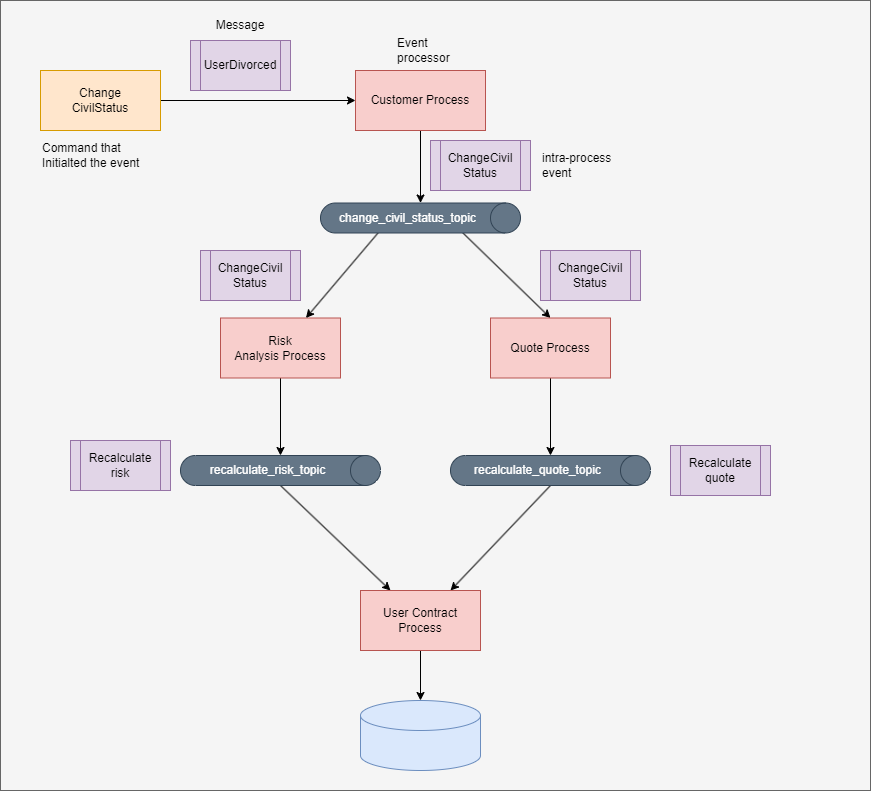 Message
UserDivorced
Event
processor
Change
CivilStatus
Customer Process
Command that
Initialted the event
ChangeCivil
Status
intra-process
event
change_civil_status_topic
ChangeCivil
Status
ChangeCivil
Status
Risk
Analysis Process
Quote Process
Recalculate
risk
recalculate_risk_topic
recalculate_quote_topic
Recalculate
quote
User Contract
Process